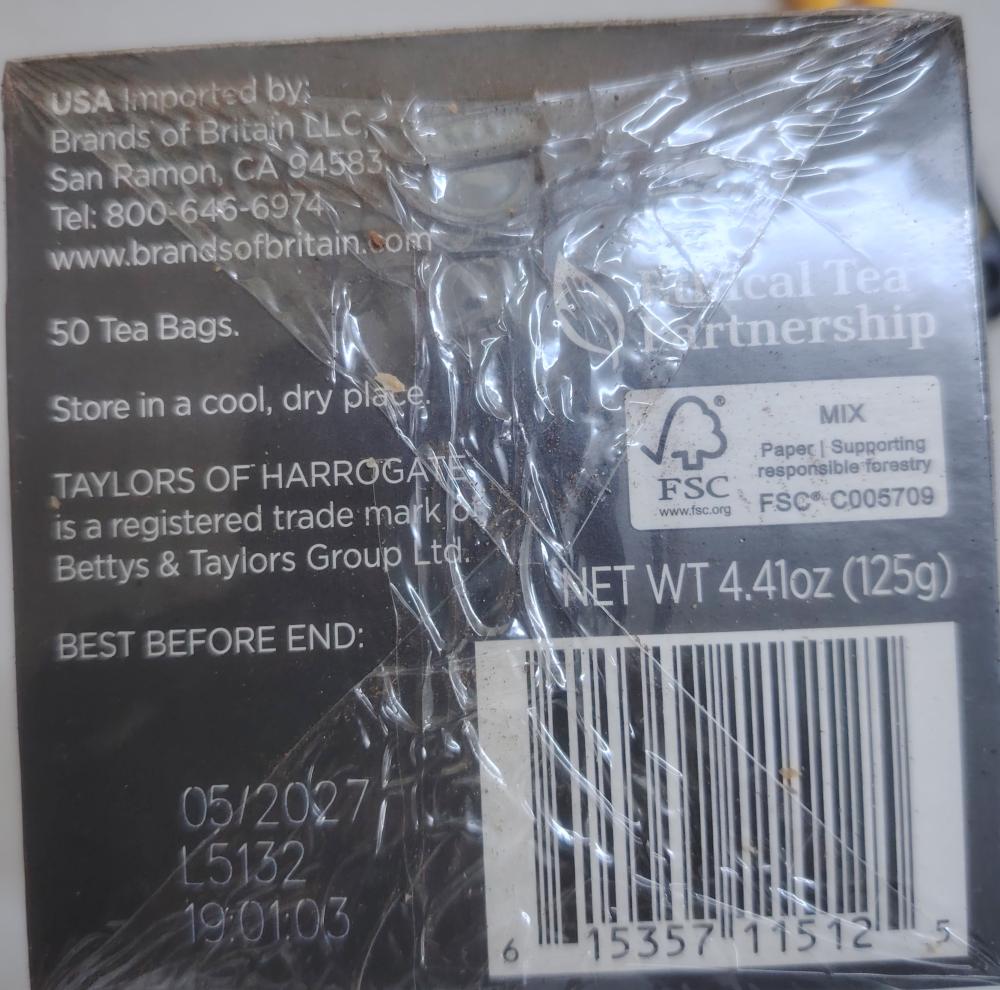 USA Imported by:
Brands of Britain LLC,
San Ramon, CA 94583
Tel: 800-646-6974
www.brandsofbritain.com
50 Tea Bags.
Store in a cool, dry place.
TAYLORS OF HARROGATE
is a registered trade mark of
Bettys & Taylors Group Ltd.
BEST BEFORE END:
05/2027
L5132
19:01:03
Ethical Tea
Partnership
FSC®
www.fsc.org
MIX
Paper | Supporting
responsible forestry
FSC® C005709
NET WT 4.41oz (125g)
6 15357 11512 5